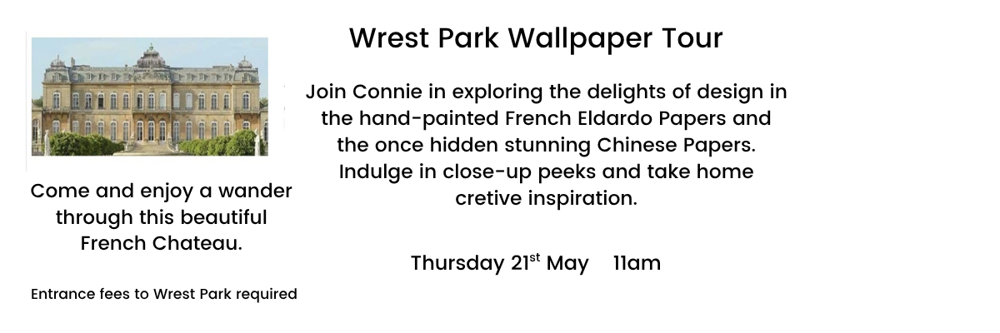 Wrest Park Wallpaper Tour
Join Connie in exploring the delights of design in
the hand-painted French Eldardo Papers and
the once hidden stunning Chinese Papers.
Indulge in close-up peeks and take home
cretive inspiration.
Thursday 21st May 11am
Come and enjoy a wander
through this beautiful
French Chateau.
Entrance fees to Wrest Park required